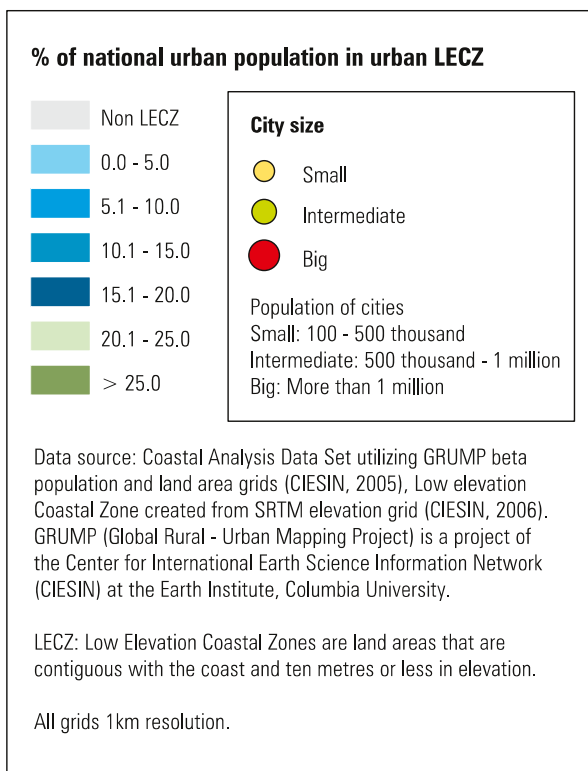 % of national urban population in urban LECZ
Non LECZ
0.0 - 5.0
5.1 - 10.0
10.1 - 15.0
15.1 - 20.0
20.1 - 25.0
> 25.0
City size
Small
Intermediate
Big
Population of cities
Small: 100 - 500 thousand
Intermediate: 500 thousand - 1 million
Big: More than 1 million
Data source: Coastal Analysis Data Set utilizing GRUMP beta
population and land area grids (CIESIN, 2005), Low elevation
Coastal Zone created from SRTM elevation grid (CIESIN, 2006).
GRUMP (Global Rural - Urban Mapping Project) is a project of
the Center for International Earth Science Information Network
(CIESIN) at the Earth Institute, Columbia University.
LECZ: Low Elevation Coastal Zones are land areas that are
contiguous with the coast and ten metres or less in elevation.
All grids 1km resolution.